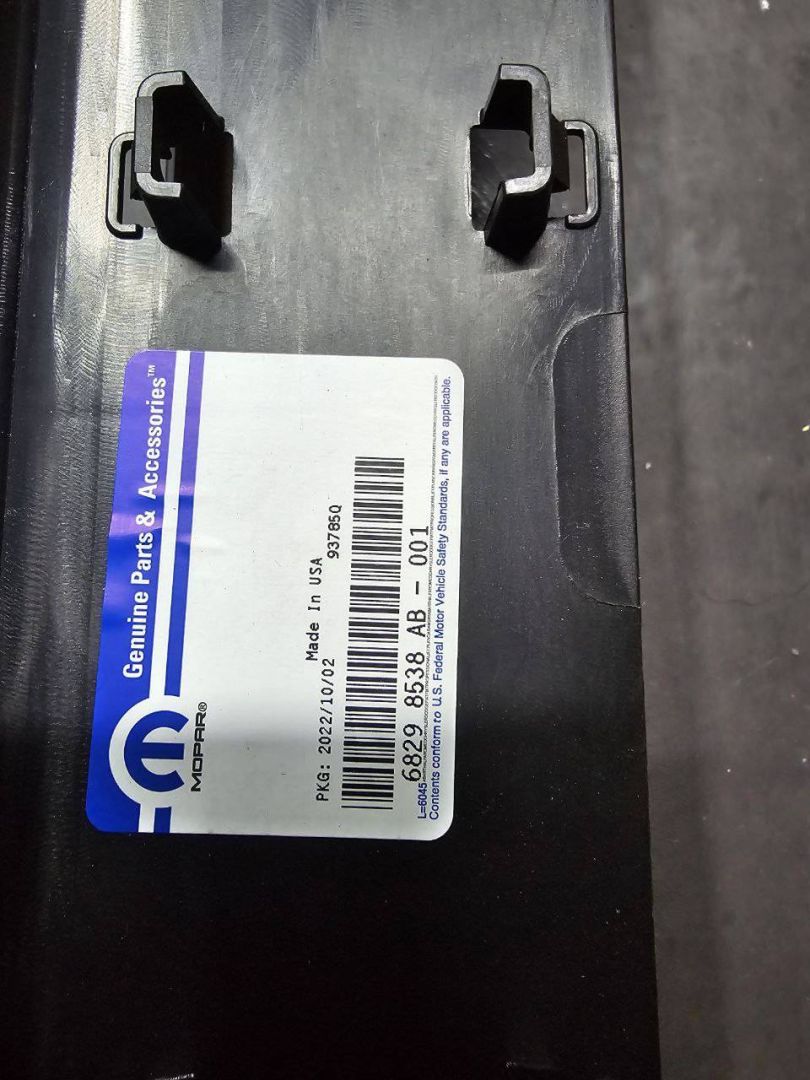 Genuine Parts & Accessories™
MOPAR®
Made In USA
PKG: 2022/10/02 93785Q
6829 8538 AB - 001
L=6045
Contents conform to U.S. Federal Motor Vehicle Safety Standards, if any are applicable.